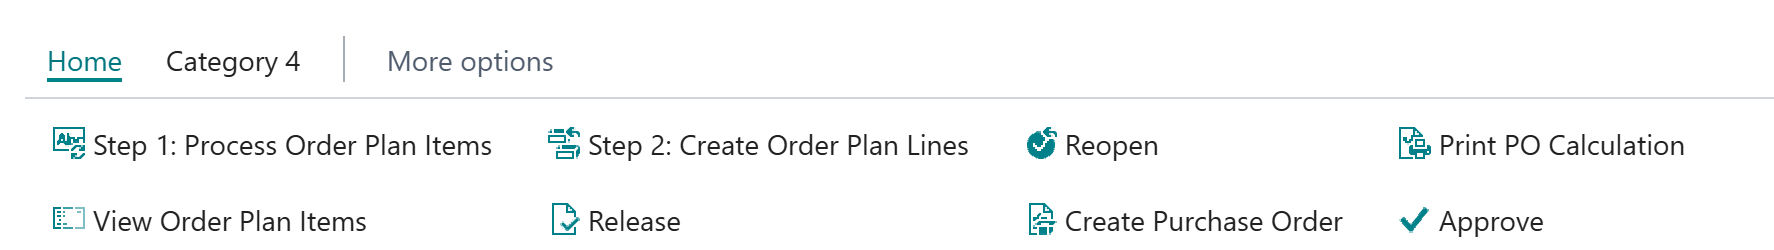 Home Category 4 More options
Step 1: Process Order Plan Items Step 2: Create Order Plan Lines Reopen Print PO Calculation
View Order Plan Items Release Create Purchase Order Approve